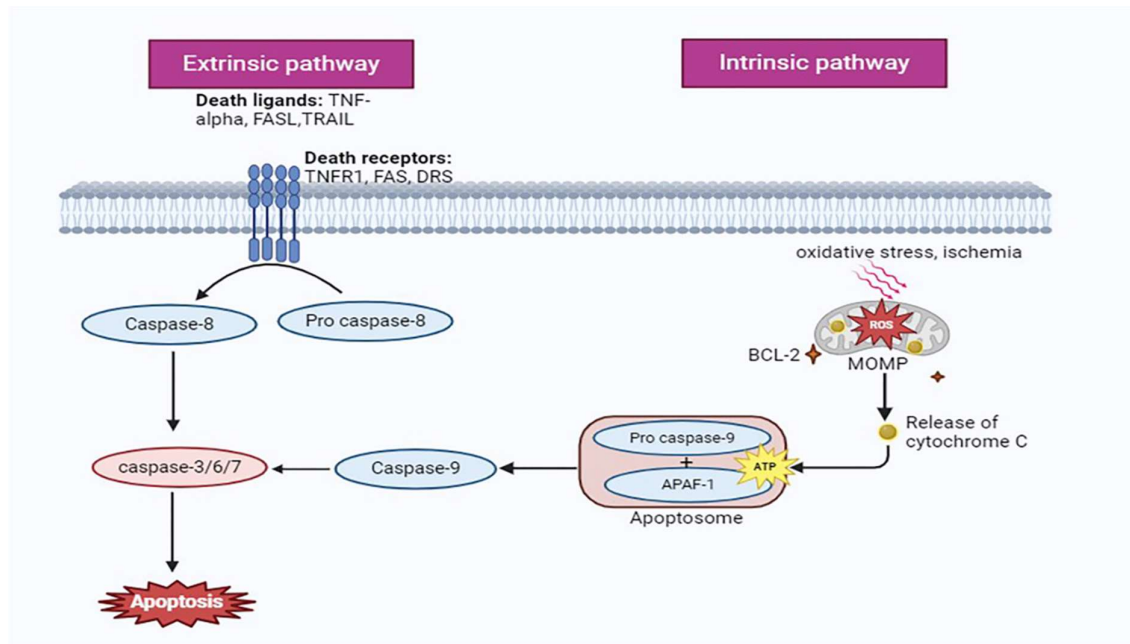 Extrinsic pathway
Intrinsic pathway
Death ligands: TNF-
alpha, FASL,TRAIL
Death receptors:
TNFR1, FAS, DRS
oxidative stress, ischemia
Caspase-8
Pro caspase-8
ROS
BCL-2
MOMP
Release of
cytochrome C
Pro caspase-9
+
APAF-1
ATP
Apoptosome
Caspase-9
caspase-3/6/7
Apoptosis